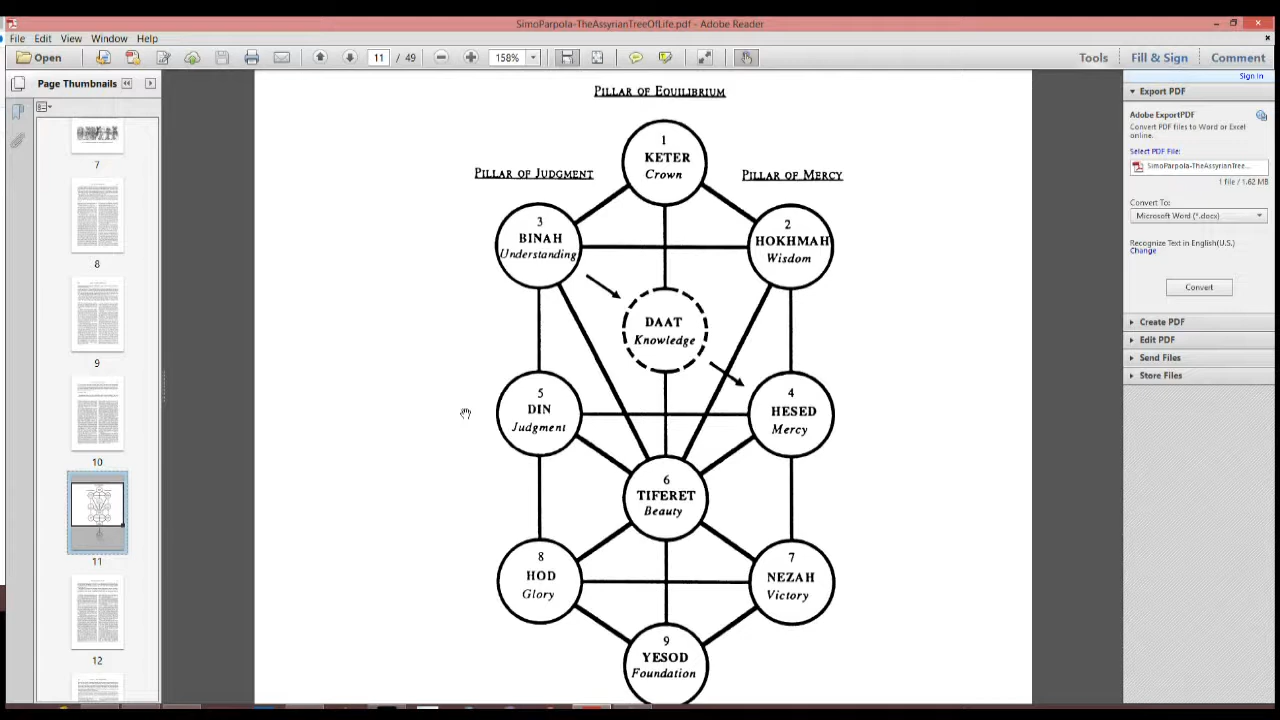 SimoParpola-TheAssyrianTreeOfLife.pdf - Adobe Reader
File Edit View Window Help
Open 11 / 49 158% Tools Fill & Sign Comment
Sign In
Page Thumbnails
7
8
9
10
11
12
PILLAR OF EQUILIBRIUM
1
KETER
Crown
PILLAR OF JUDGMENT
PILLAR OF MERCY
3
BINAH
Understanding
2
HOKHMAH
Wisdom
DAAT
Knowledge
5
DIN
Judgment
4
HESED
Mercy
6
TIFERET
Beauty
8
HOD
Glory
7
NEZAH
Victory
9
YESOD
Foundation
Export PDF
Adobe ExportPDF
Convert PDF files to Word or Excel
online.
Select PDF File:
SimoParpola-TheAssyrianTree...
1 file / 1.62 MB
Convert To:
Microsoft Word (*.docx)
Recognize Text in English(U.S.)
Change
Convert
Create PDF
Edit PDF
Send Files
Store Files